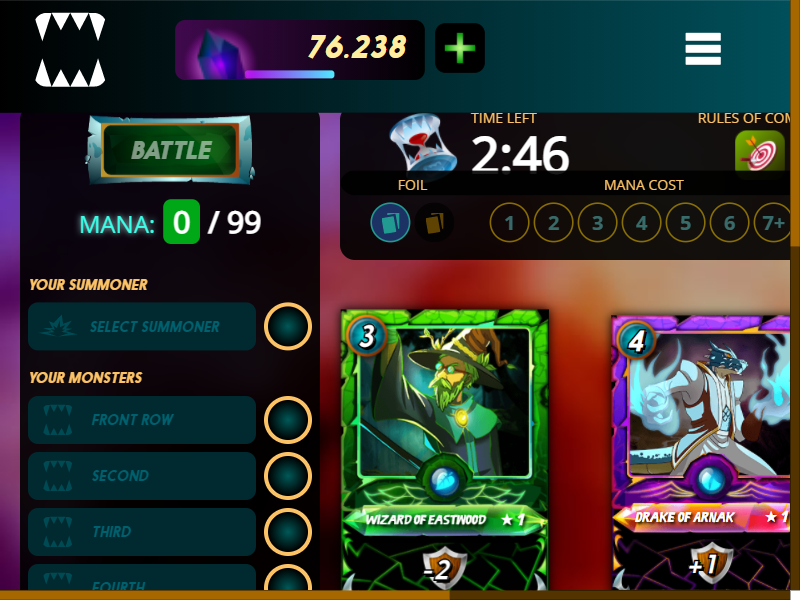 76.238
BATTLE
MANA: 0 / 99
TIME LEFT
2:46
RULES OF COM
FOIL
MANA COST
1 2 3 4 5 6 7+
YOUR SUMMONER
SELECT SUMMONER
YOUR MONSTERS
FRONT ROW
SECOND
THIRD
FOURTH
3
WIZARD OF EASTWOOD ★ 1
-2
4
DRAKE OF ARNAK ★ 1
+1